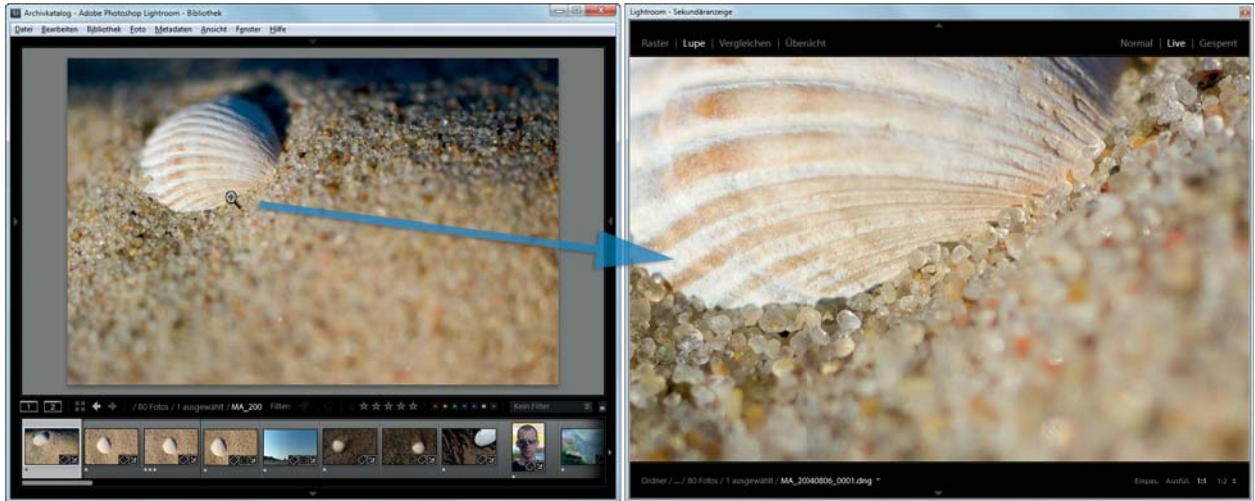 Archivkatalog - Adobe Photoshop Lightroom - Bibliothek
Datei Bearbeiten Bibliothek Foto Metadaten Ansicht Fenster Hilfe
1 2 / 80 Fotos / 1 ausgewählt / MA_200 Filter: Kein Filter
Lightroom - Sekundäranzeige
Raster | Lupe | Vergleichen | Übersicht Normal | Live | Gesperrt
Ordner / ... / 80 Fotos / 1 ausgewählt / MA_20040806_0001.dng Einpas. Ausfül. 1:1 1:2